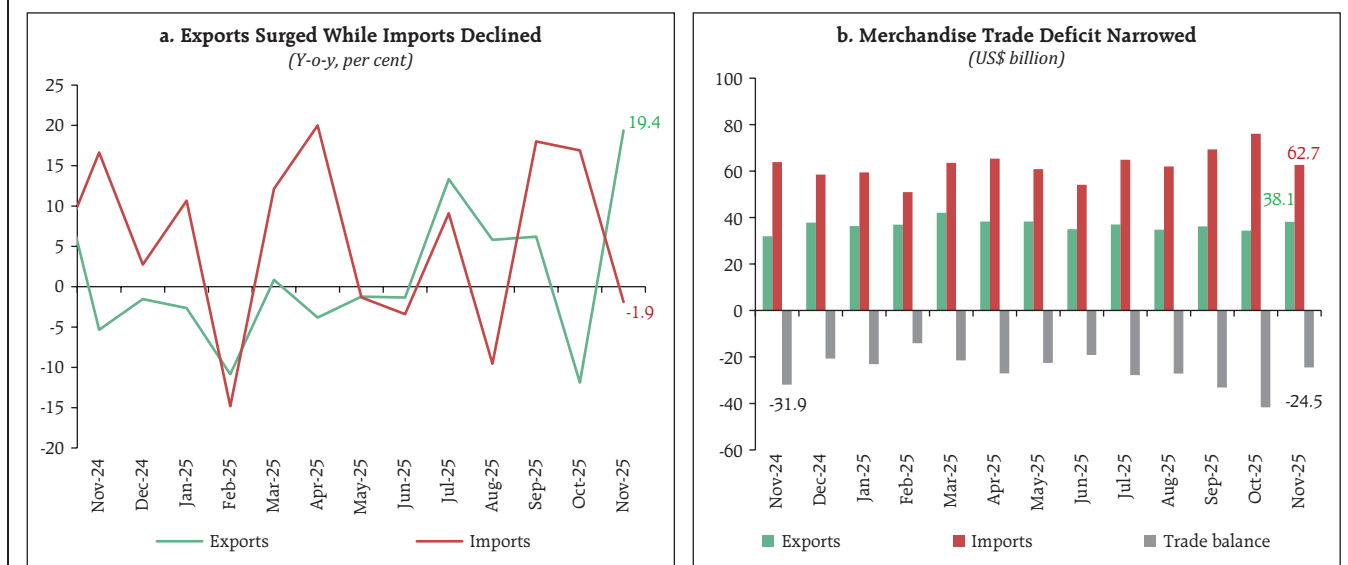 a. Exports Surged While Imports Declined
(Y-o-y, per cent)
25
20
15
10
5
0
-5
-10
-15
-20
19.4
-1.9
Nov-24
Dec-24
Jan-25
Feb-25
Mar-25
Apr-25
May-25
Jun-25
Jul-25
Aug-25
Sep-25
Oct-25
Nov-25
Exports
Imports
b. Merchandise Trade Deficit Narrowed
(US$ billion)
100
80
60
40
20
0
-20
-40
-60
62.7
38.1
-31.9
-24.5
Nov-24
Dec-24
Jan-25
Feb-25
Mar-25
Apr-25
May-25
Jun-25
Jul-25
Aug-25
Sep-25
Oct-25
Nov-25
Exports
Imports
Trade balance